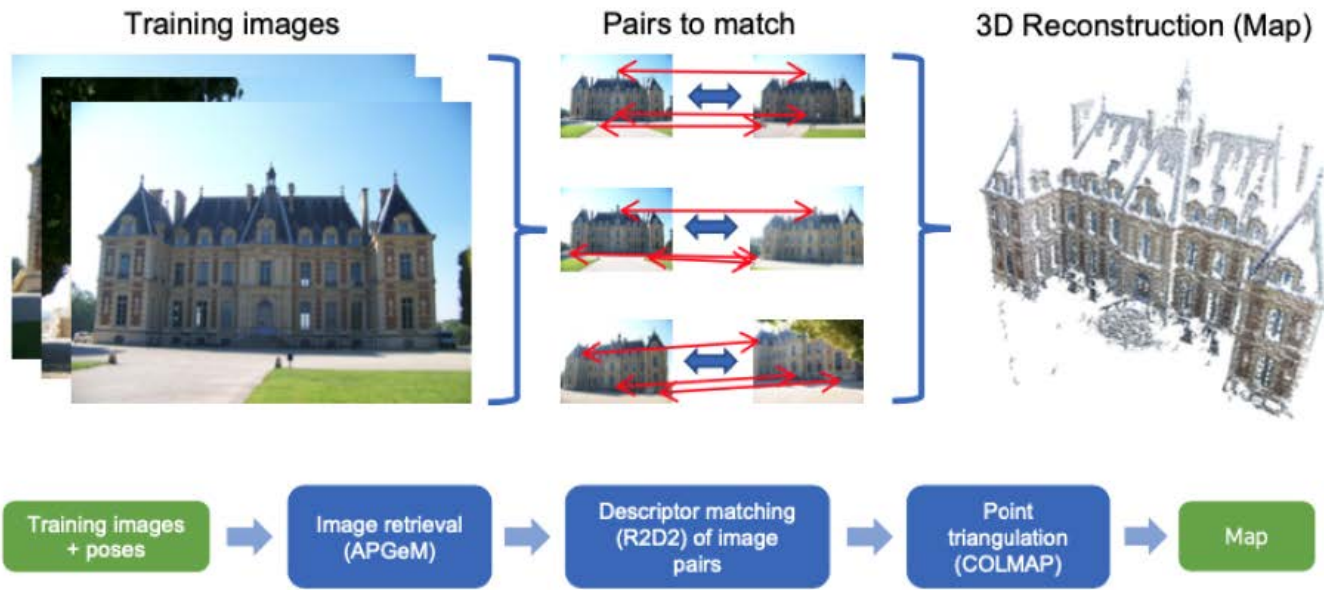 Training images
Pairs to match
3D Reconstruction (Map)
Training images
+ poses
Image retrieval
(APGeM)
Descriptor matching
(R2D2) of image
pairs
Point
triangulation
(COLMAP)
Map